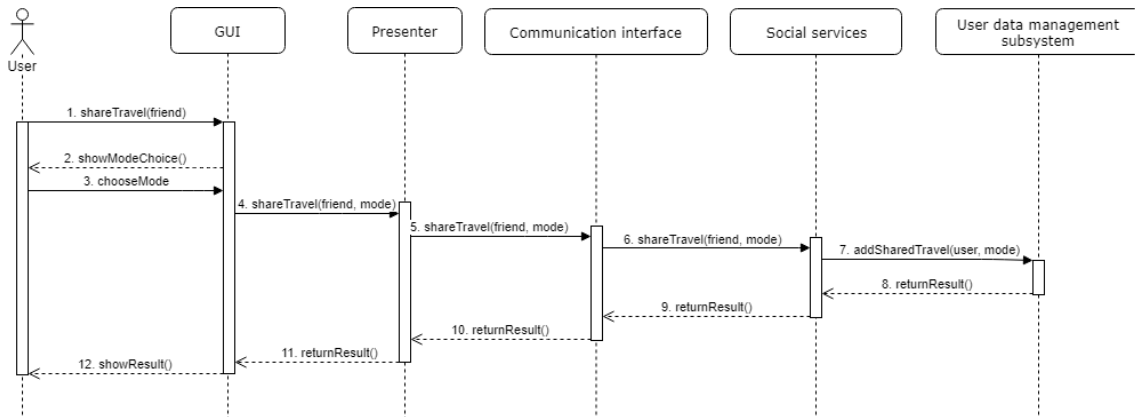 User
GUI
Presenter
Communication interface
Social services
User data management
subsystem
1. shareTravel(friend)
2. showModeChoice()
3. chooseMode
4. shareTravel(friend, mode)
5. shareTravel(friend, mode)
6. shareTravel(friend, mode)
7. addSharedTravel(user, mode)
8. returnResult()
9. returnResult()
10. returnResult()
11. returnResult()
12. showResult()